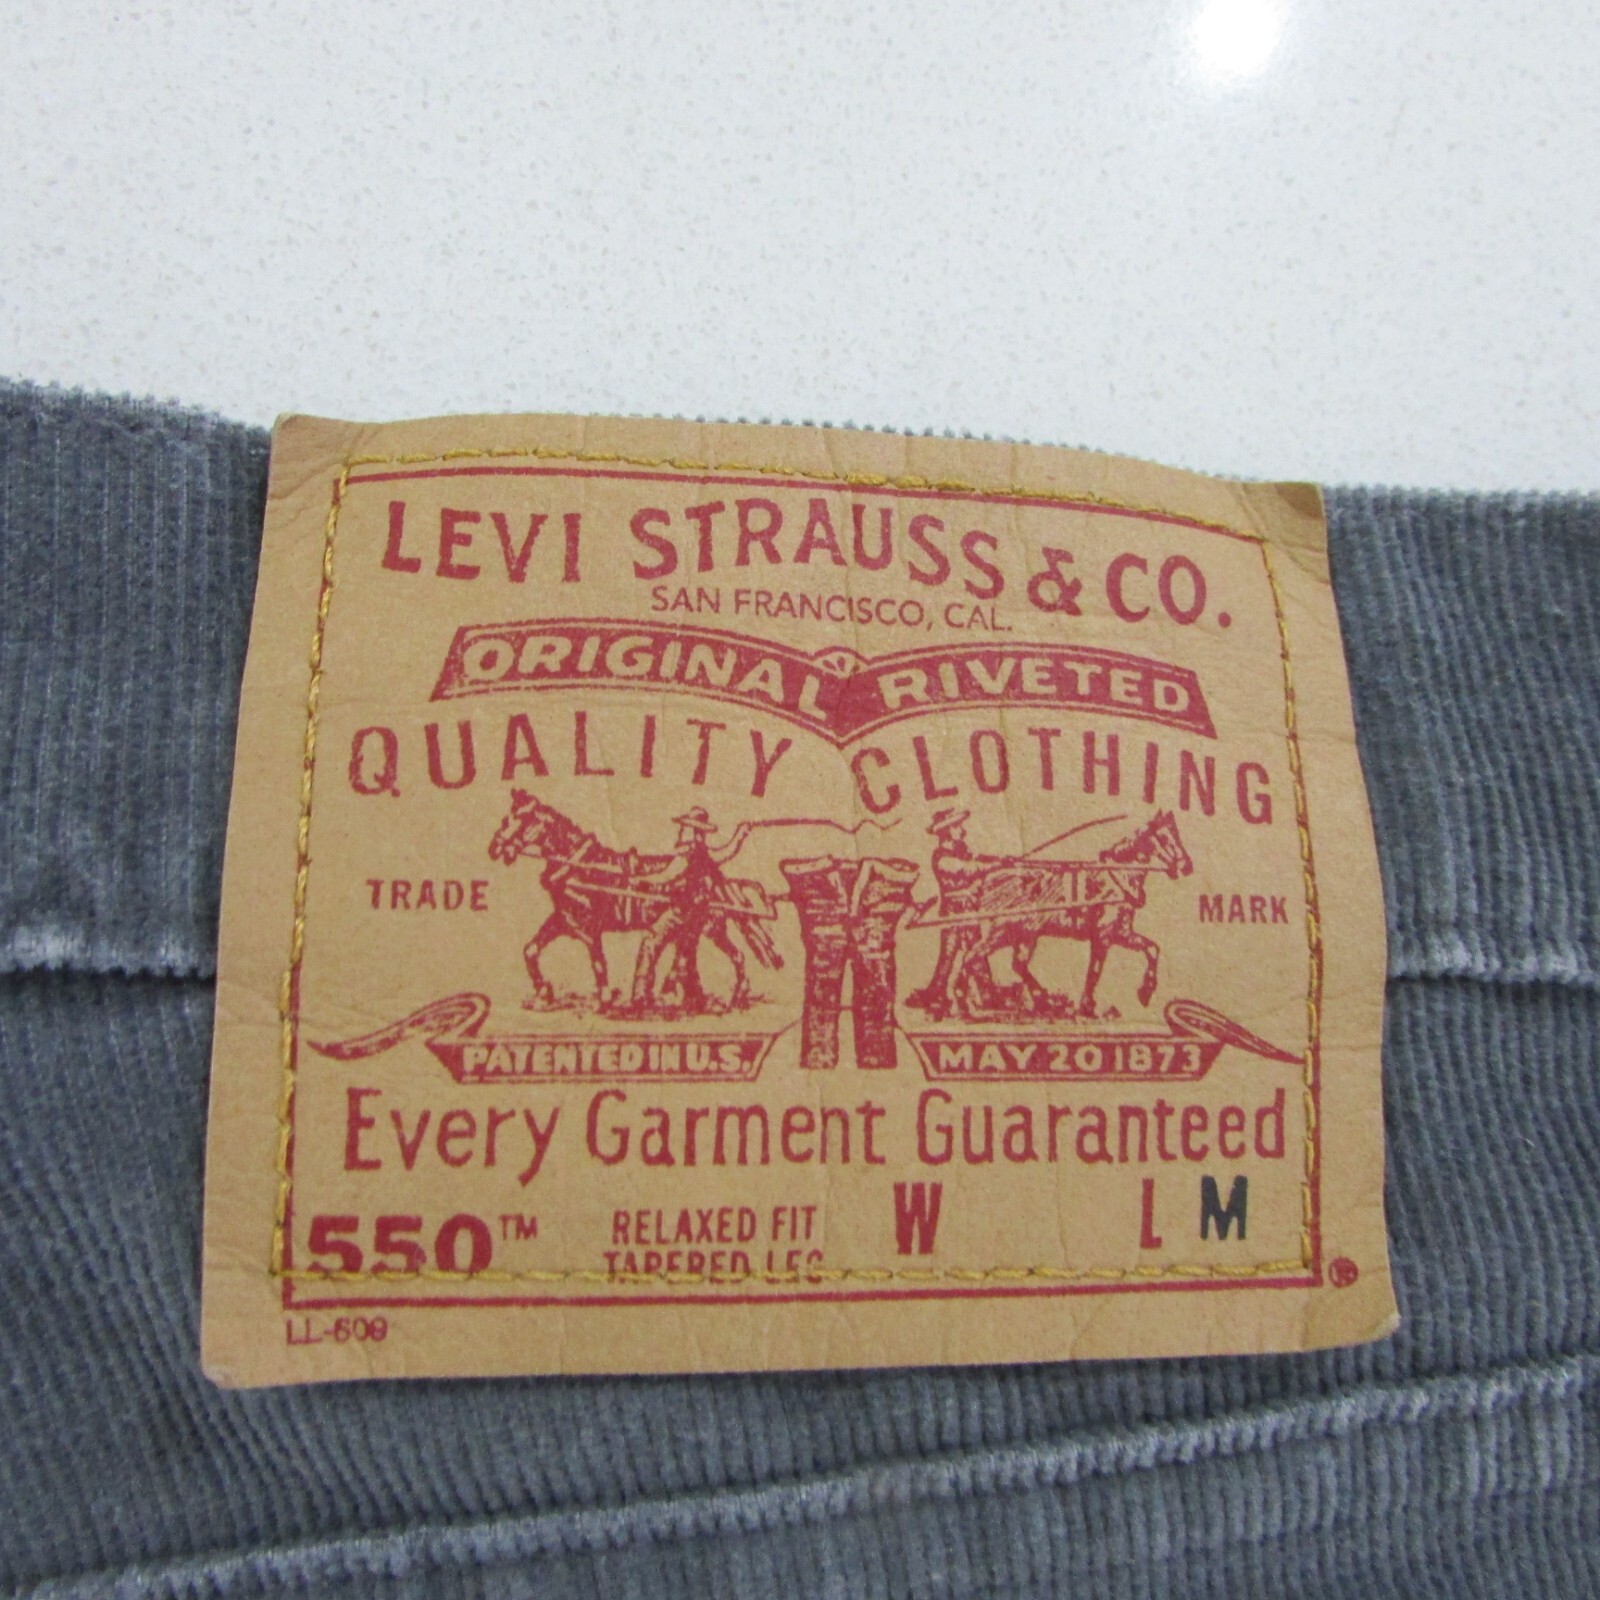 LEVI STRAUSS & CO.
SAN FRANCISCO, CAL.
ORIGINAL RIVETED
QUALITY CLOTHING
TRADE MARK
PATENTED IN U.S. MAY 20 1873
Every Garment Guaranteed
550™ RELAXED FIT W L M
TAPERED LEG
®
LL-609